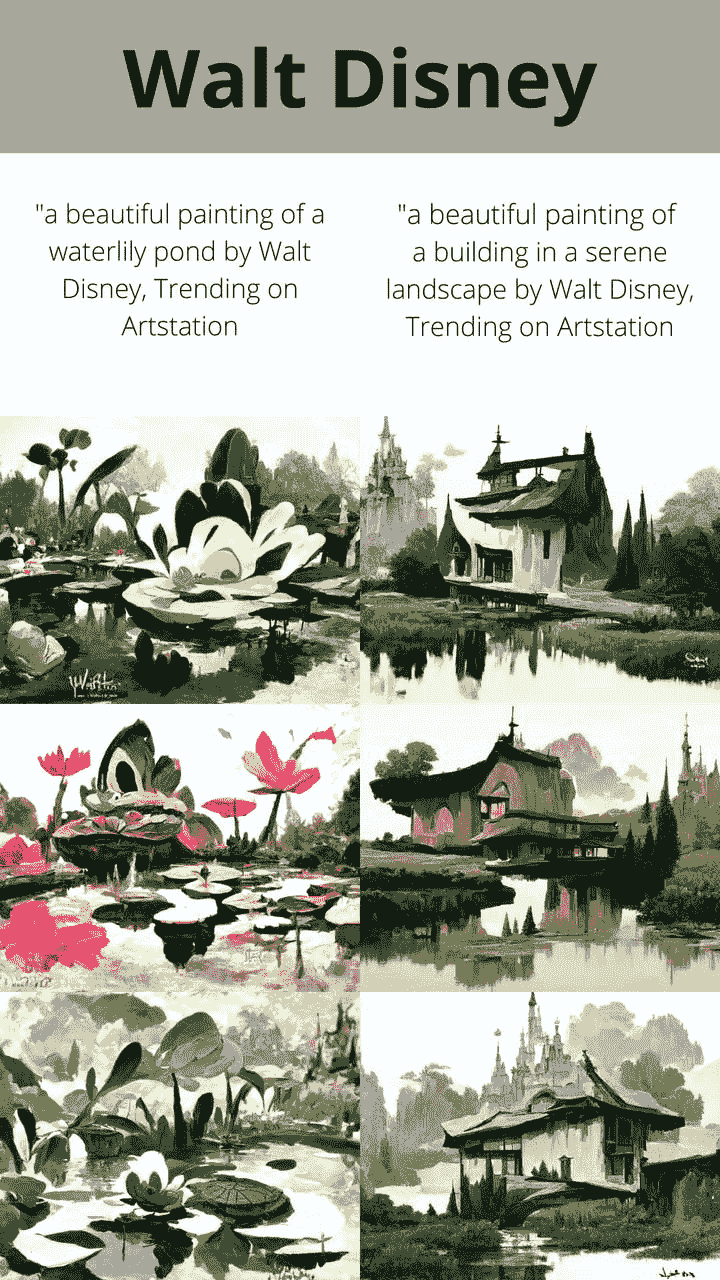 Walt Disney
"a beautiful painting of a
waterlily pond by Walt
Disney, Trending on
Artstation
"a beautiful painting of
a building in a serene
landscape by Walt Disney,
Trending on Artstation